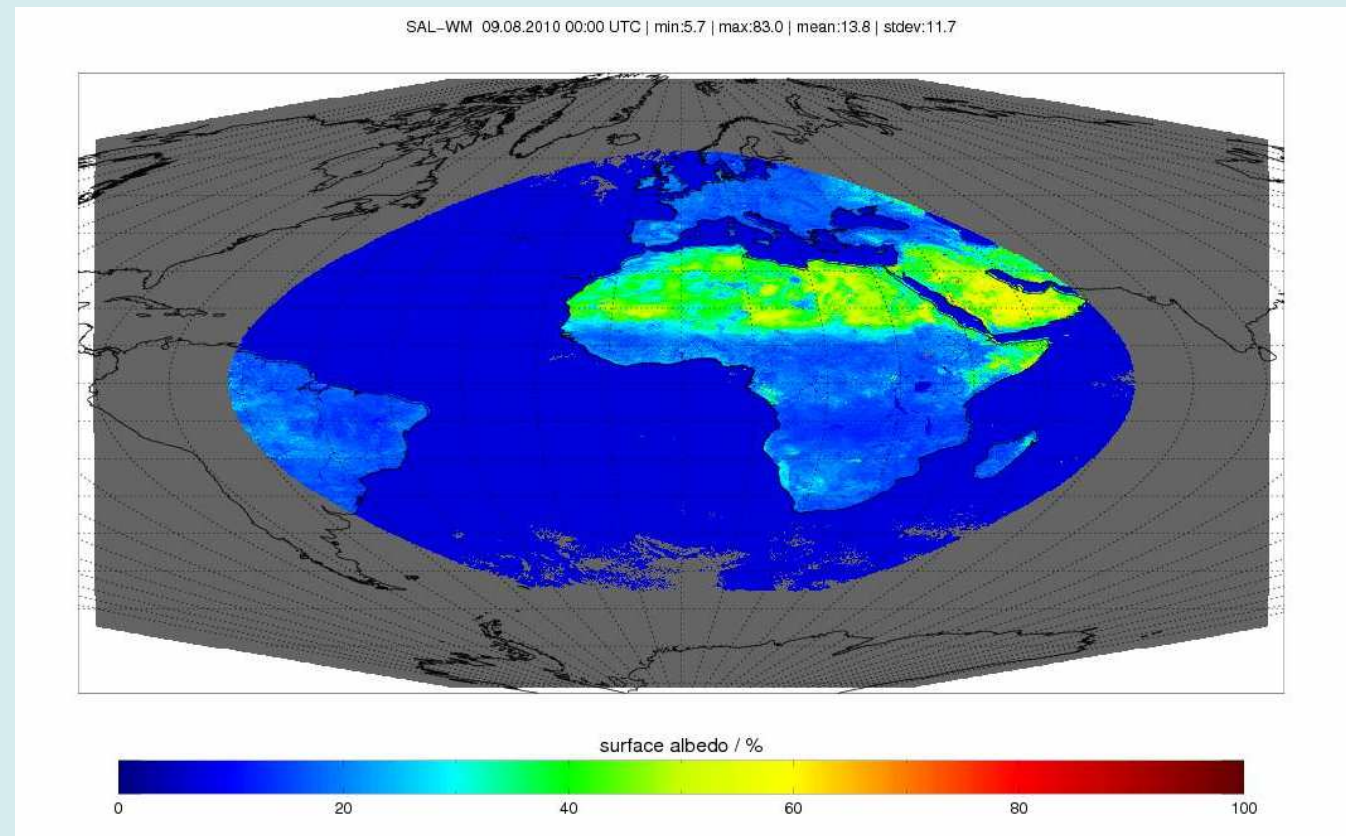 SAL–WM 09.08.2010 00:00 UTC | min:5.7 | max:83.0 | mean:13.8 | stdev:11.7
surface albedo / %
0 20 40 60 80 100